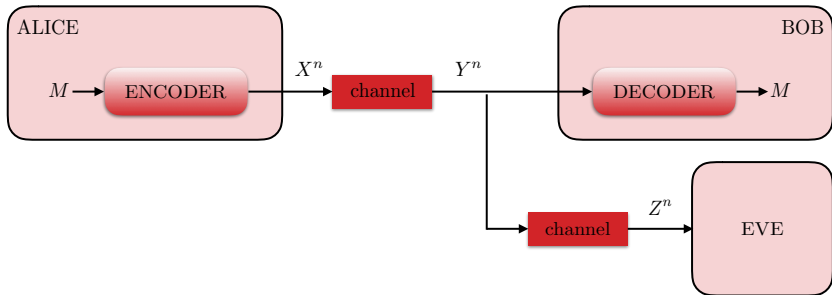 ALICE
BOB
M
ENCODER
X^n
channel
Y^n
DECODER
M
channel
Z^n
EVE